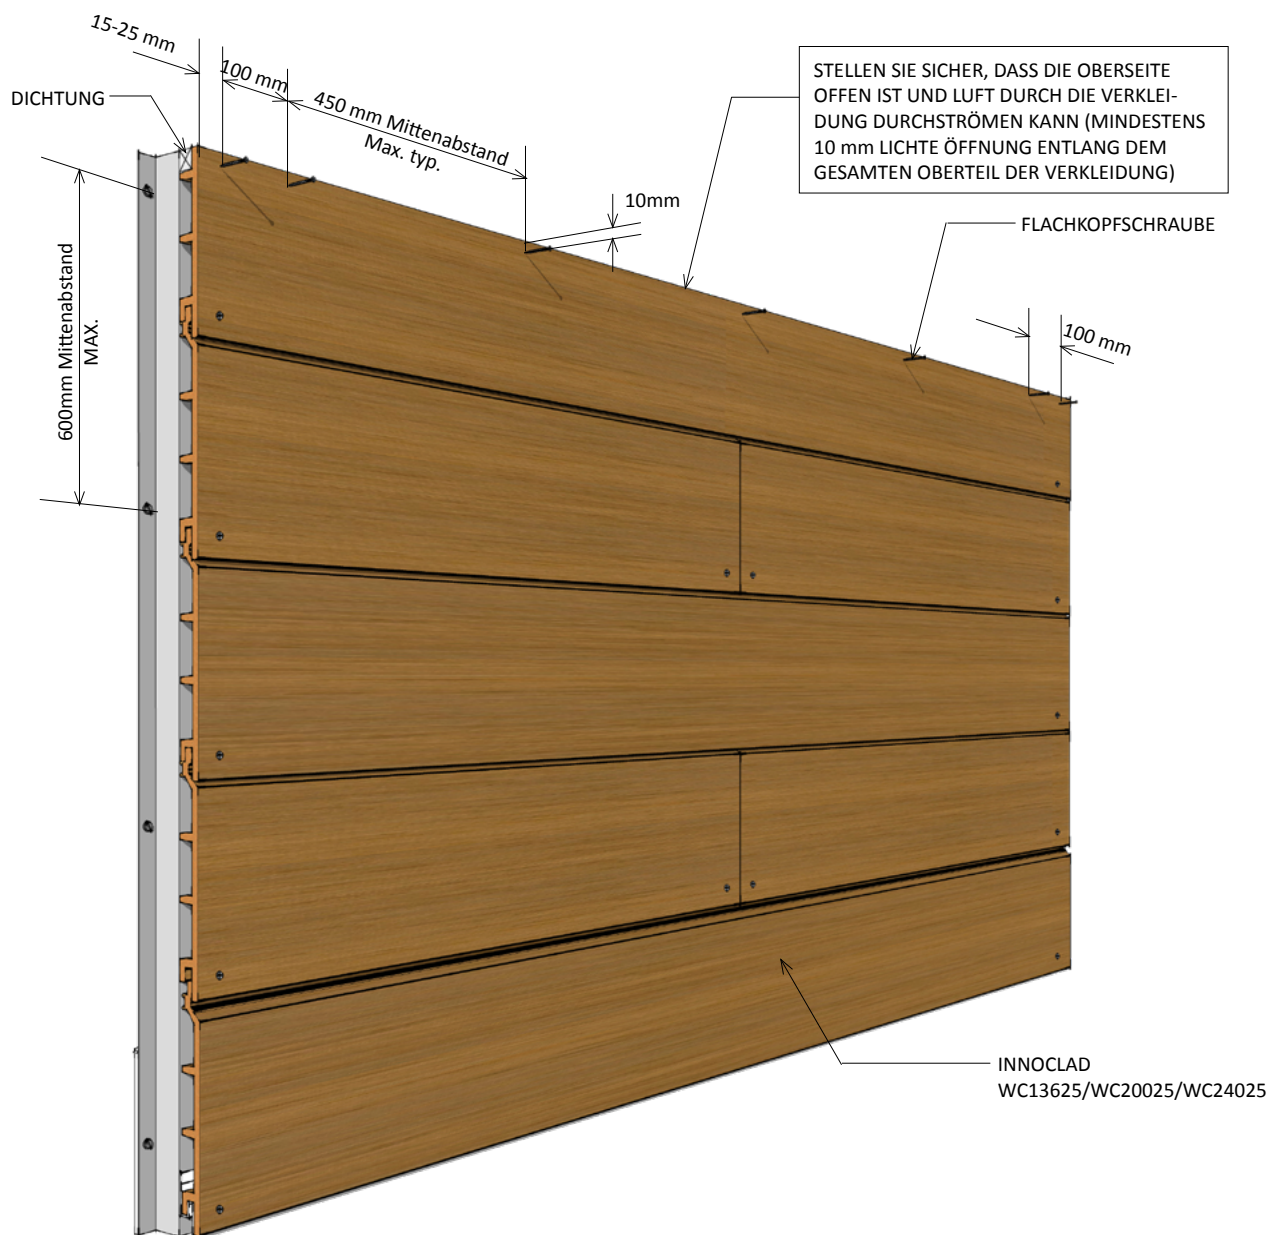 15-25 mm
100 mm
DICHTUNG
450 mm Mittenabstand
Max. typ.
STELLEN SIE SICHER, DASS DIE OBERSEITE
OFFEN IST UND LUFT DURCH DIE VERKLEI-
DUNG DURCHSTRÖMEN KANN (MINDESTENS
10 mm LICHTE ÖFFNUNG ENTLANG DEM
GESAMTEN OBERTEIL DER VERKLEIDUNG)
10mm
FLACHKOPFSCHRAUBE
600mm Mittenabstand
MAX.
100 mm
INNOCLAD
WC13625/WC20025/WC24025